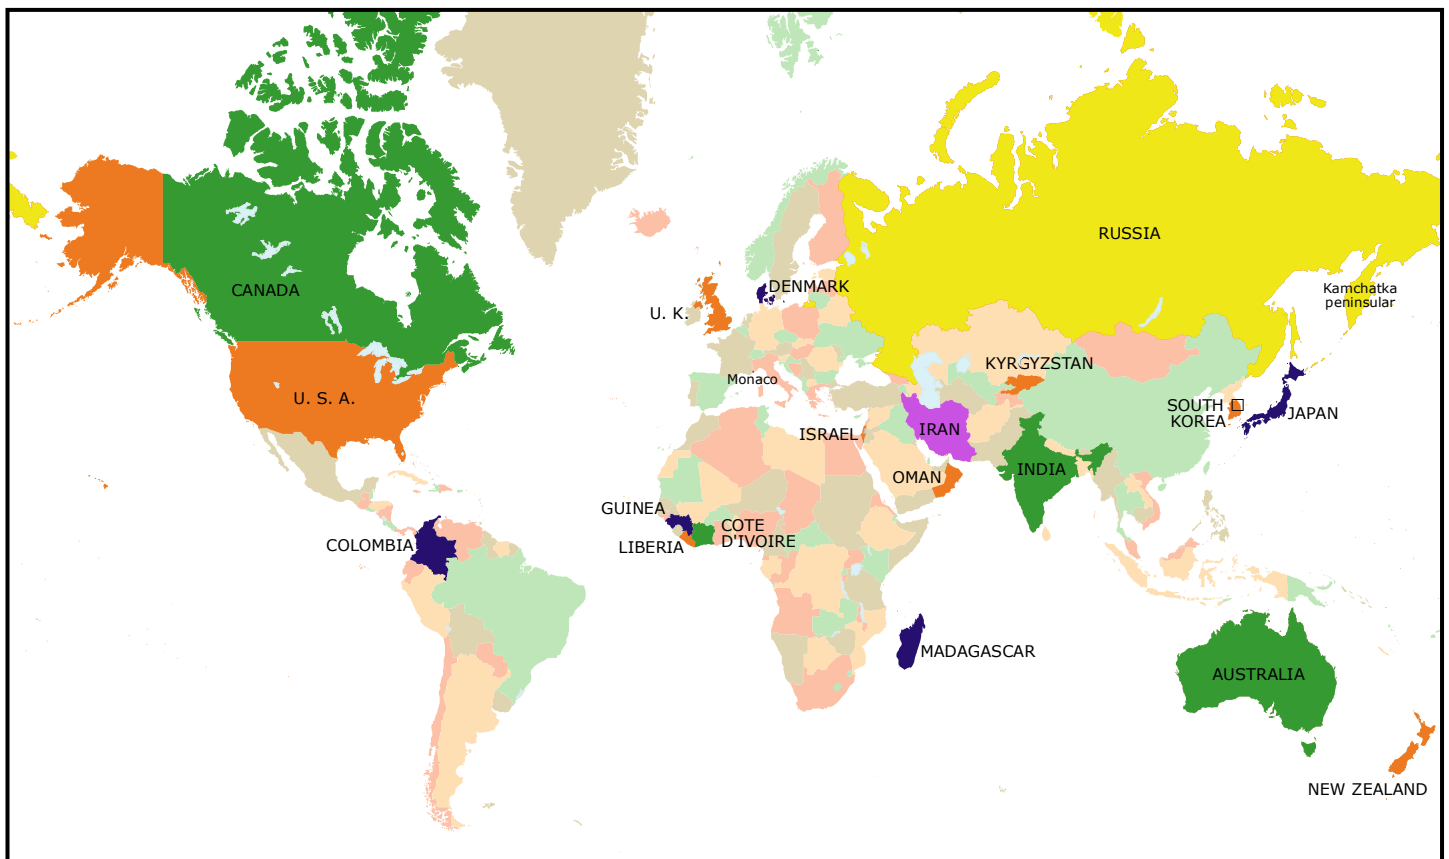 RUSSIA
CANADA
DENMARK
Kamchatka
peninsular
U. K.
KYRGYZSTAN
Monaco
U. S. A.
SOUTH
KOREA
JAPAN
IRAN
ISRAEL
INDIA
OMAN
GUINEA
COTE
D'IVOIRE
COLOMBIA
LIBERIA
MADAGASCAR
AUSTRALIA
NEW ZEALAND